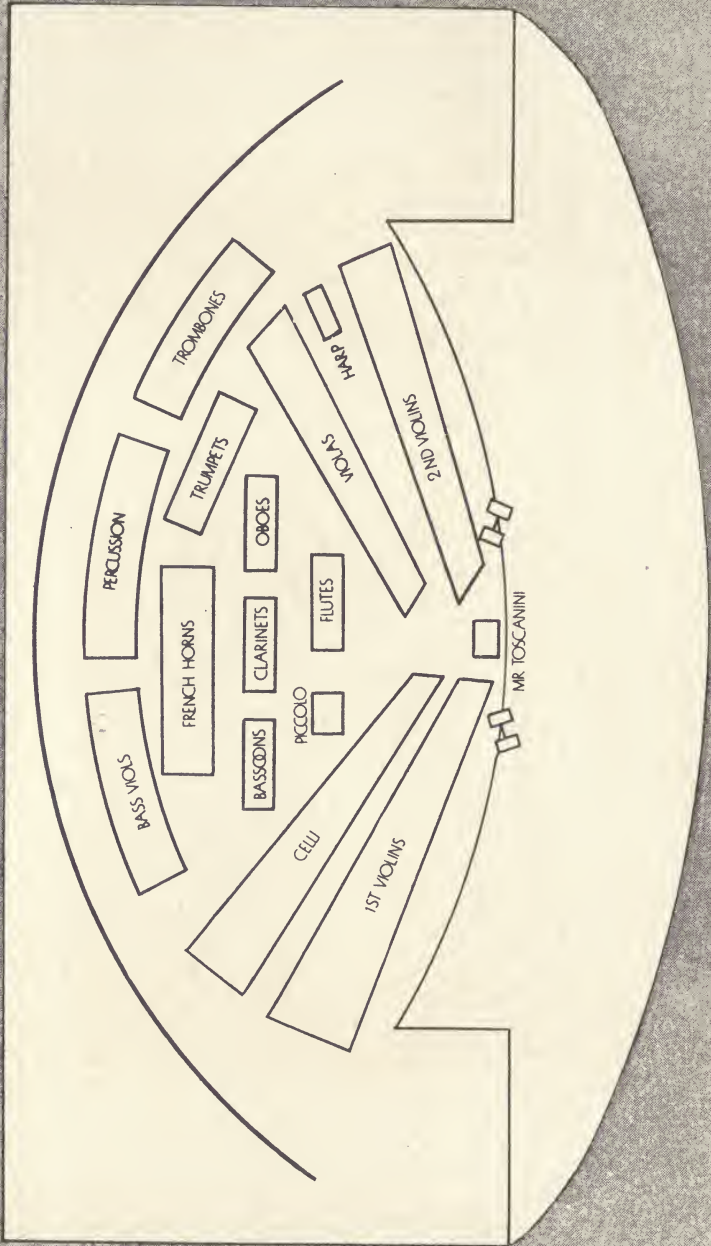 BASS VIOLS
PERCUSSION
TROMBONES
FRENCH HORNS
TRUMPETS
BASSOONS
CLARINETS
OBOES
PICCOLO
FLUTES
CELLI
VIOLAS
HARP
1ST VIOLINS
2ND VIOLINS
MR TOSCANINI